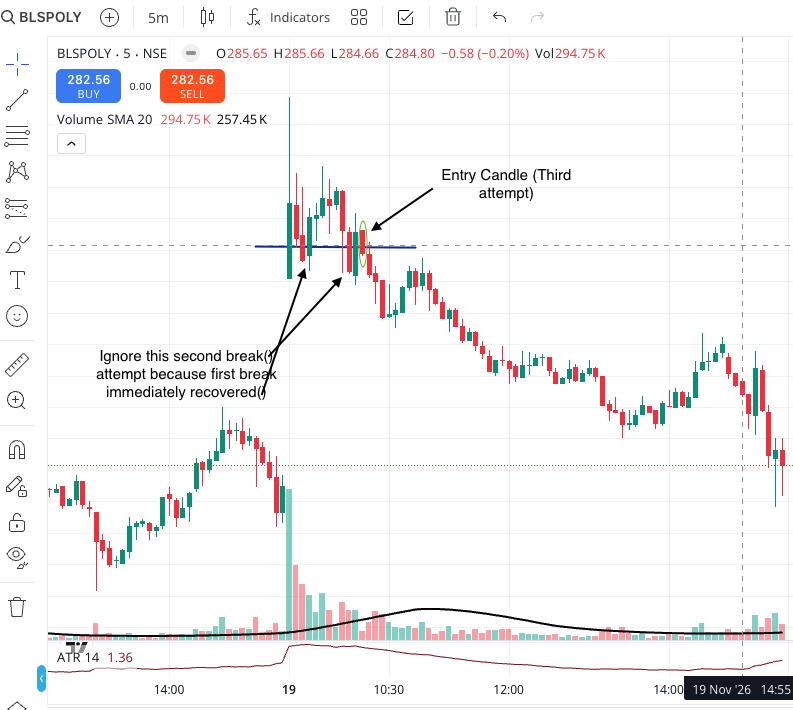 BLSPOLY
5m
Indicators
BLSPOLY · 5 · NSE
O285.65 H285.66 L284.66 C284.80 −0.58 (−0.20%) Vol294.75 K
282.56
BUY
0.00
282.56
SELL
Volume SMA 20 294.75 K 257.45 K
Entry Candle (Third
attempt)
Ignore this second break()
attempt because first break
immediately recovered()
ATR 14 1.36
14:00
19
10:30
12:00
14:00
19 Nov '26 14:55